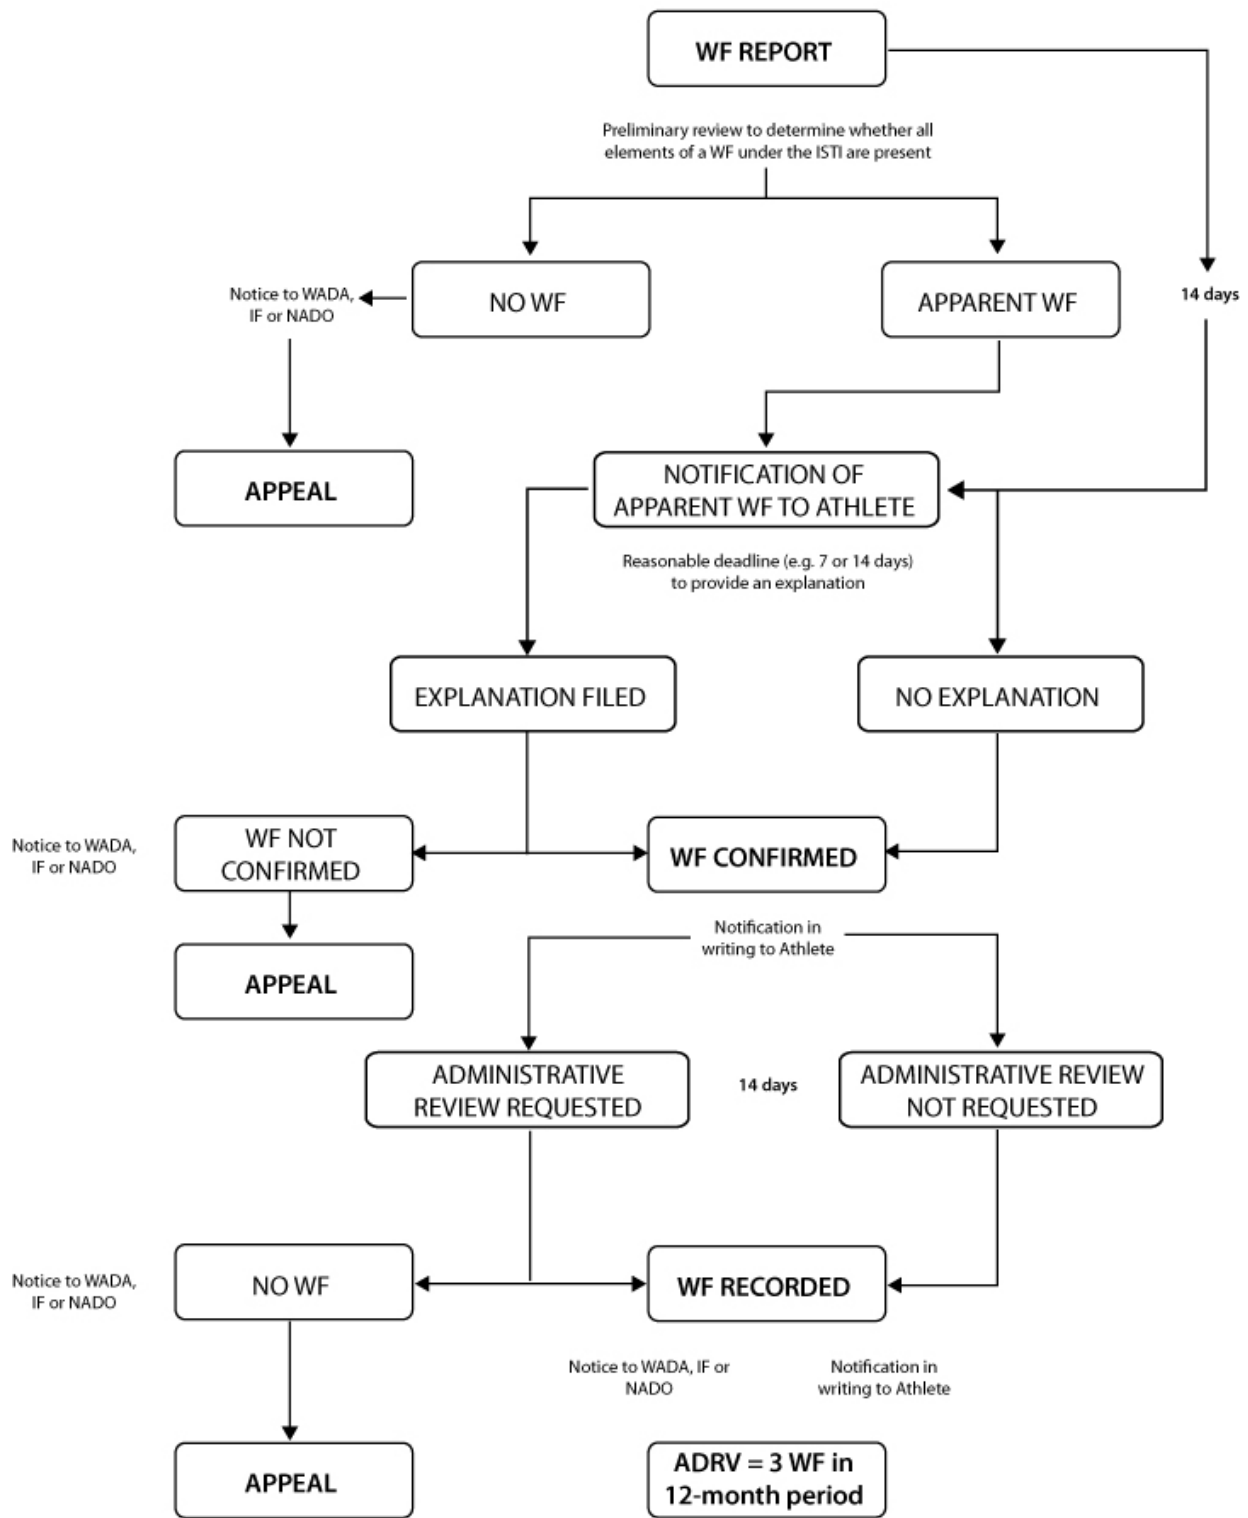 WF REPORT
Preliminary review to determine whether all
elements of a WF under the ISTI are present
Notice to WADA,
IF or NADO
NO WF
APPARENT WF
14 days
APPEAL
NOTIFICATION OF
APPARENT WF TO ATHLETE
Reasonable deadline (e.g. 7 or 14 days)
to provide an explanation
EXPLANATION FILED
NO EXPLANATION
Notice to WADA,
IF or NADO
WF NOT
CONFIRMED
WF CONFIRMED
Notification in
writing to Athlete
APPEAL
ADMINISTRATIVE
REVIEW REQUESTED
14 days
ADMINISTRATIVE REVIEW
NOT REQUESTED
Notice to WADA,
IF or NADO
NO WF
WF RECORDED
Notice to WADA, IF or
NADO
Notification in
writing to Athlete
APPEAL
ADRV = 3 WF in
12-month period